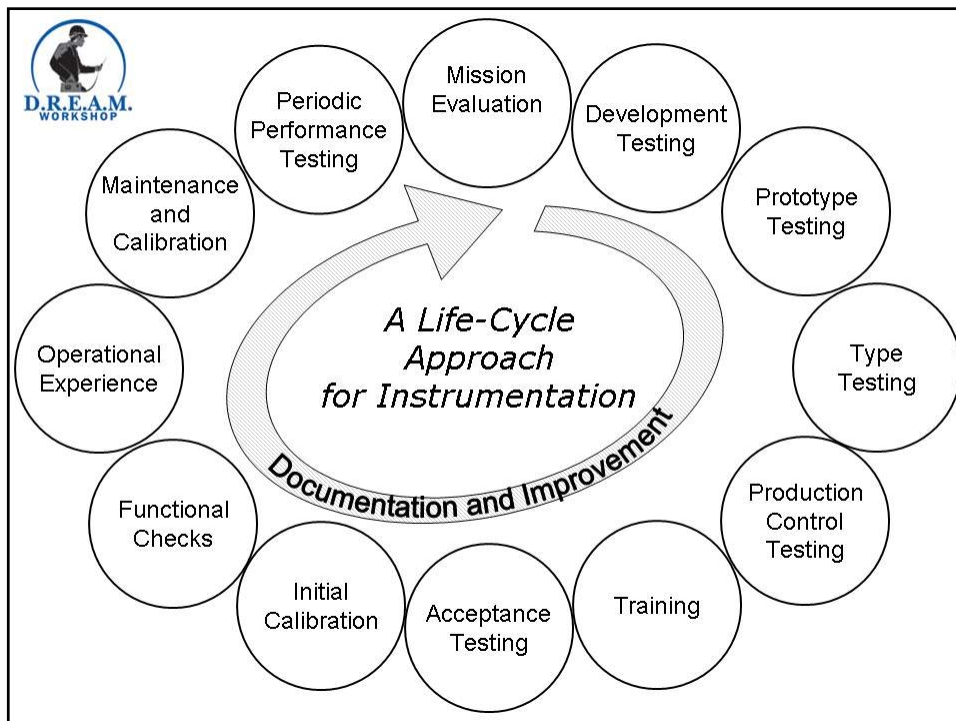 D.R.E.A.M.
WORKSHOP
Mission
Evaluation
Development
Testing
Prototype
Testing
Type
Testing
Production
Control
Testing
Training
Acceptance
Testing
Initial
Calibration
Functional
Checks
Operational
Experience
Maintenance
and
Calibration
Periodic
Performance
Testing
A Life-Cycle
Approach
for Instrumentation
Documentation and Improvement